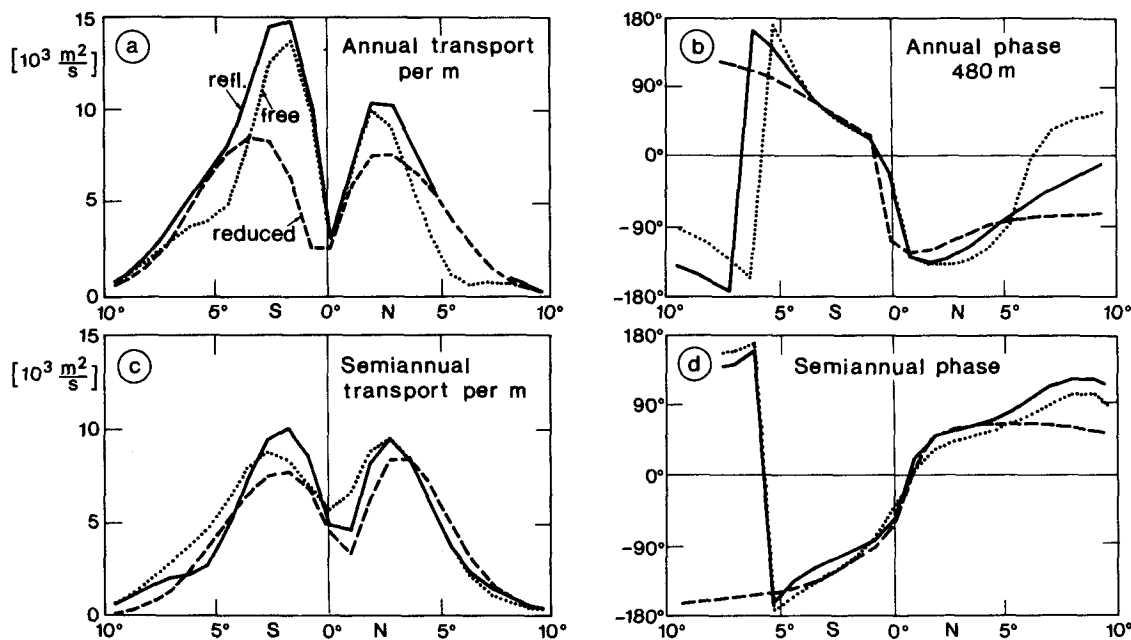 15
[10³ m²/s]
10
5
0
a
Annual transport
per m
refl.
free
reduced
10° 5° S 0° N 5° 10°
180°
90°
0°
-90°
-180°
b
Annual phase
480 m
10° 5° S 0° N 5° 10°
15
[10³ m²/s]
10
5
0
c
Semiannual
transport per m
10° 5° S 0° N 5° 10°
180°
90°
0°
-90°
-180°
d
Semiannual phase
10° 5° S 0° N 5° 10°